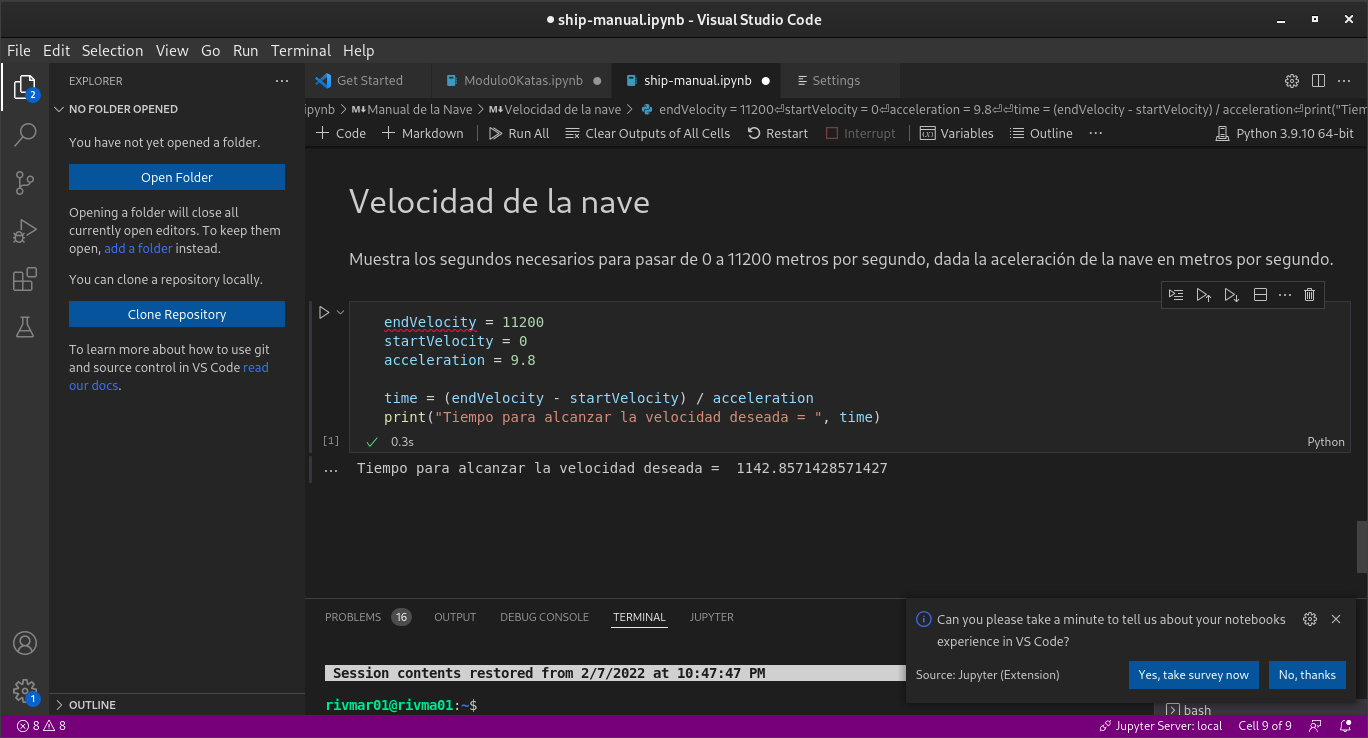 ship-manual.ipynb - Visual Studio Code
File Edit Selection View Go Run Terminal Help
EXPLORER
Get Started
Modulo0Katas.ipynb
ship-manual.ipynb
Settings
NO FOLDER OPENED
ipynb > M↓Manual de la Nave > M↓Velocidad de la nave > endVelocity = 11200⏎startVelocity = 0⏎acceleration = 9.8⏎⏎time = (endVelocity - startVelocity) / acceleration⏎print("Tiem
+ Code + Markdown Run All Clear Outputs of All Cells Restart Interrupt Variables Outline ··· Python 3.9.10 64-bit
You have not yet opened a folder.
Open Folder
Opening a folder will close all
currently open editors. To keep them
open, add a folder instead.
You can clone a repository locally.
Clone Repository
To learn more about how to use git
and source control in VS Code read
our docs.
2
1
OUTLINE
Velocidad de la nave
Muestra los segundos necesarios para pasar de 0 a 11200 metros por segundo, dada la aceleración de la nave en metros por segundo.
endVelocity = 11200
startVelocity = 0
acceleration = 9.8
time = (endVelocity - startVelocity) / acceleration
print("Tiempo para alcanzar la velocidad deseada = ", time)
[1] 0.3s Python
... Tiempo para alcanzar la velocidad deseada =  1142.8571428571427
PROBLEMS 16 OUTPUT DEBUG CONSOLE TERMINAL JUPYTER
Session contents restored from 2/7/2022 at 10:47:47 PM
rivmar01@rivma01:~$
Can you please take a minute to tell us about your notebooks
experience in VS Code?
Source: Jupyter (Extension)
Yes, take survey now
No, thanks
bash
8 8
Jupyter Server: local Cell 9 of 9